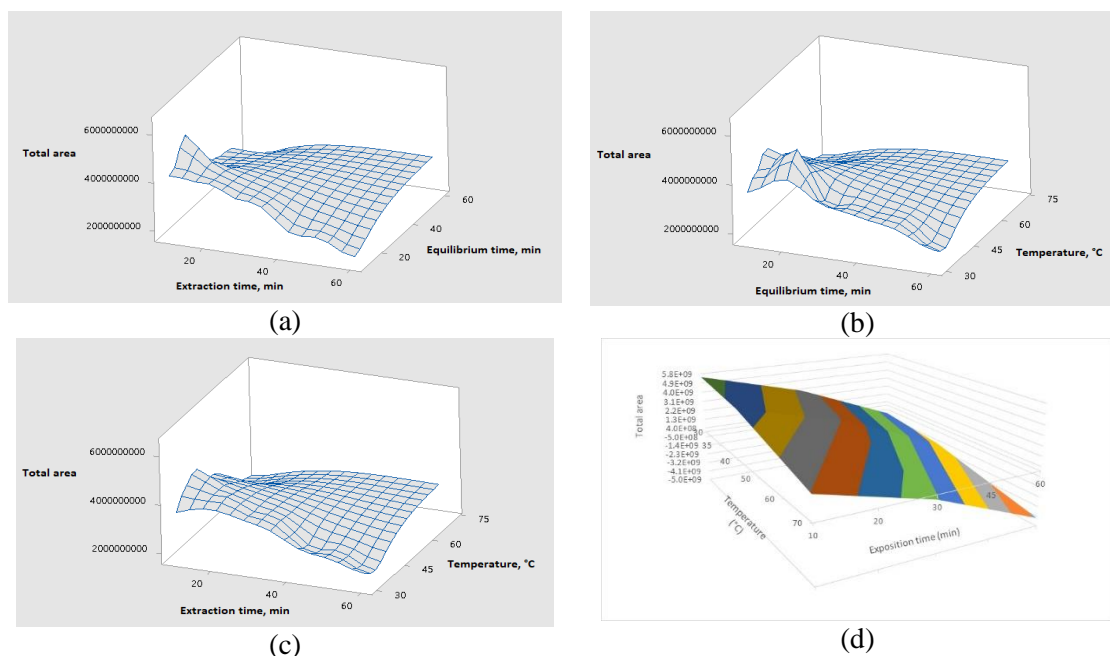 6000000000
Total area
4000000000
2000000000
20
40
60
Extraction time, min
20
40
60
Equilibrium time, min
(a)
6000000000
Total area
4000000000
2000000000
20
40
60
Equilibrium time, min
30
45
60
75
Temperature, °C
(b)
6000000000
Total area
4000000000
2000000000
20
40
60
Extraction time, min
30
45
60
75
Temperature, °C
(c)
Total area
5.8E+09
4.9E+09
4.0E+09
3.1E+09
2.2E+09
1.3E+09
4.0E+08
-5.0E+08
-1.4E+09
-2.3E+09
-3.2E+09
-4.1E+09
-5.0E+09
30
35
40
50
60
70
Temperature
(°C)
10
20
30
45
60
Exposition time (min)
(d)